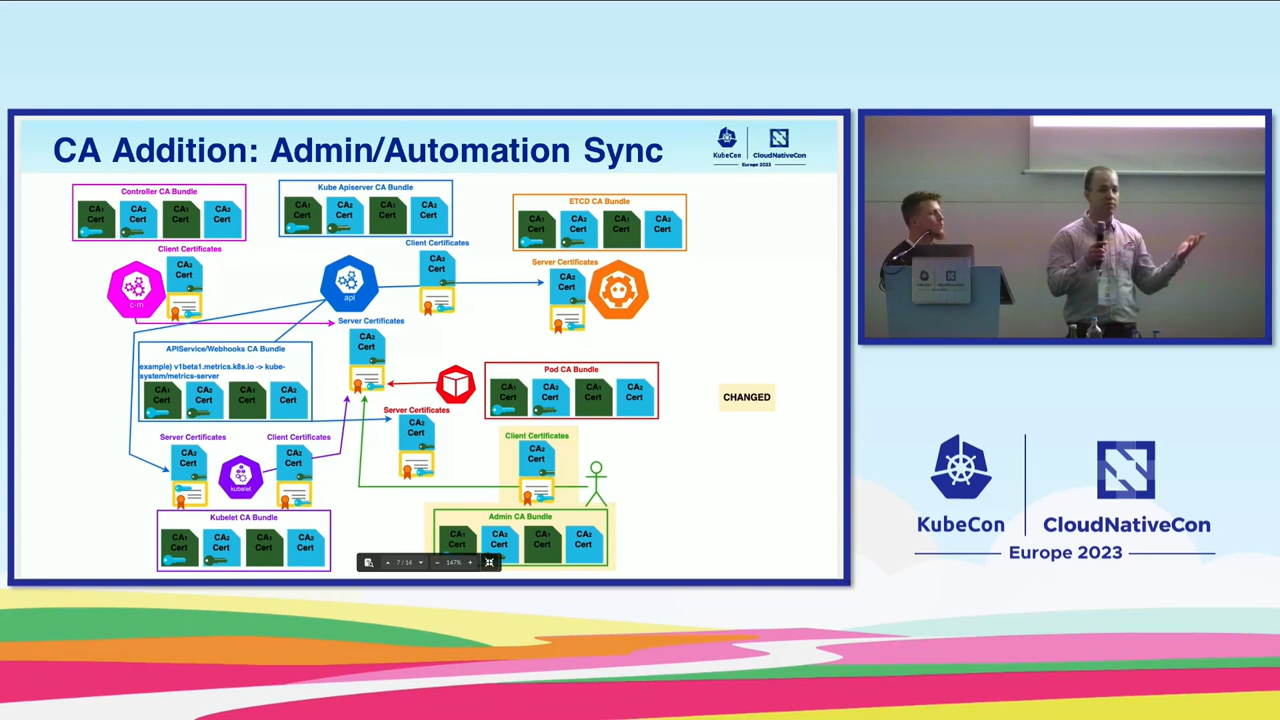 CA Addition: Admin/Automation Sync
KubeCon
CloudNativeCon
Europe 2023
Controller CA Bundle
CA₁ Cert
CA₂ Cert
CA₁ Cert
CA₂ Cert
Kube Apiserver CA Bundle
CA₁ Cert
CA₂ Cert
CA₁ Cert
CA₂ Cert
ETCD CA Bundle
CA₁ Cert
CA₂ Cert
CA₁ Cert
CA₂ Cert
Client Certificates
CA₂ Cert
c-m
api
Client Certificates
CA₂ Cert
Server Certificates
CA₂ Cert
Server Certificates
CA₂ Cert
APIService/Webhooks CA Bundle
example) v1beta1.metrics.k8s.io -> kube-
system/metrics-server
CA₁ Cert
CA₂ Cert
CA₁ Cert
CA₂ Cert
Pod CA Bundle
CA₁ Cert
CA₂ Cert
CA₁ Cert
CA₂ Cert
CHANGED
Server Certificates
CA₂ Cert
Server Certificates
CA₂ Cert
kubelet
Client Certificates
CA₂ Cert
Client Certificates
CA₂ Cert
Kubelet CA Bundle
CA₁ Cert
CA₂ Cert
CA₁ Cert
CA₂ Cert
Admin CA Bundle
CA₁ Cert
CA₂ Cert
CA₁ Cert
CA₂ Cert
7 / 14
147%
KubeCon
CloudNativeCon
Europe 2023